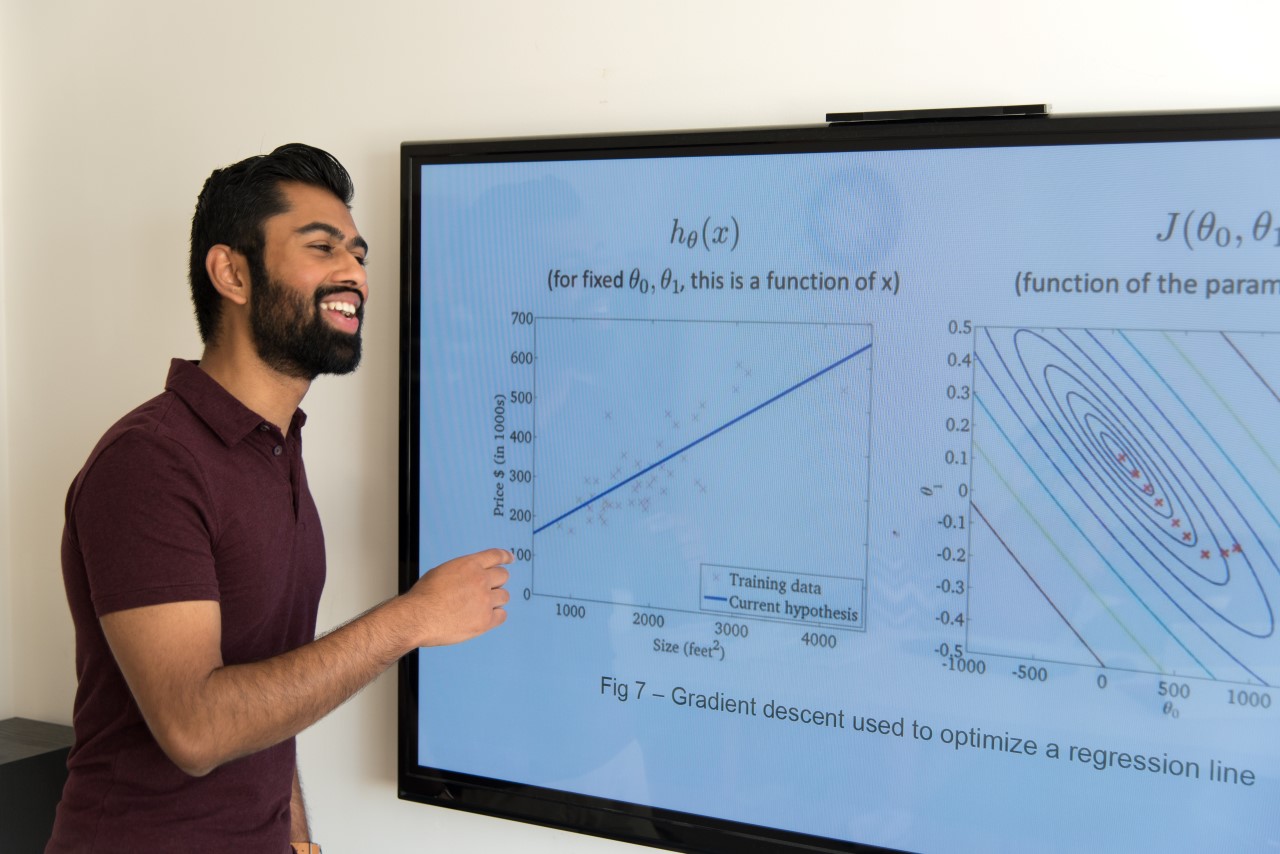 hθ(x)
(for fixed θ0, θ1, this is a function of x)
700
600
500
400
300
200
100
0
Price $ (in 1000s)
1000
2000
3000
4000
Size (feet²)
Training data
Current hypothesis
J(θ0, θ1
(function of the param
0.5
0.4
0.3
0.2
0.1
0
-0.1
-0.2
-0.3
-0.4
-0.5
θ1
-1000
-500
0
500
1000
θ0
Fig 7 – Gradient descent used to optimize a regression line